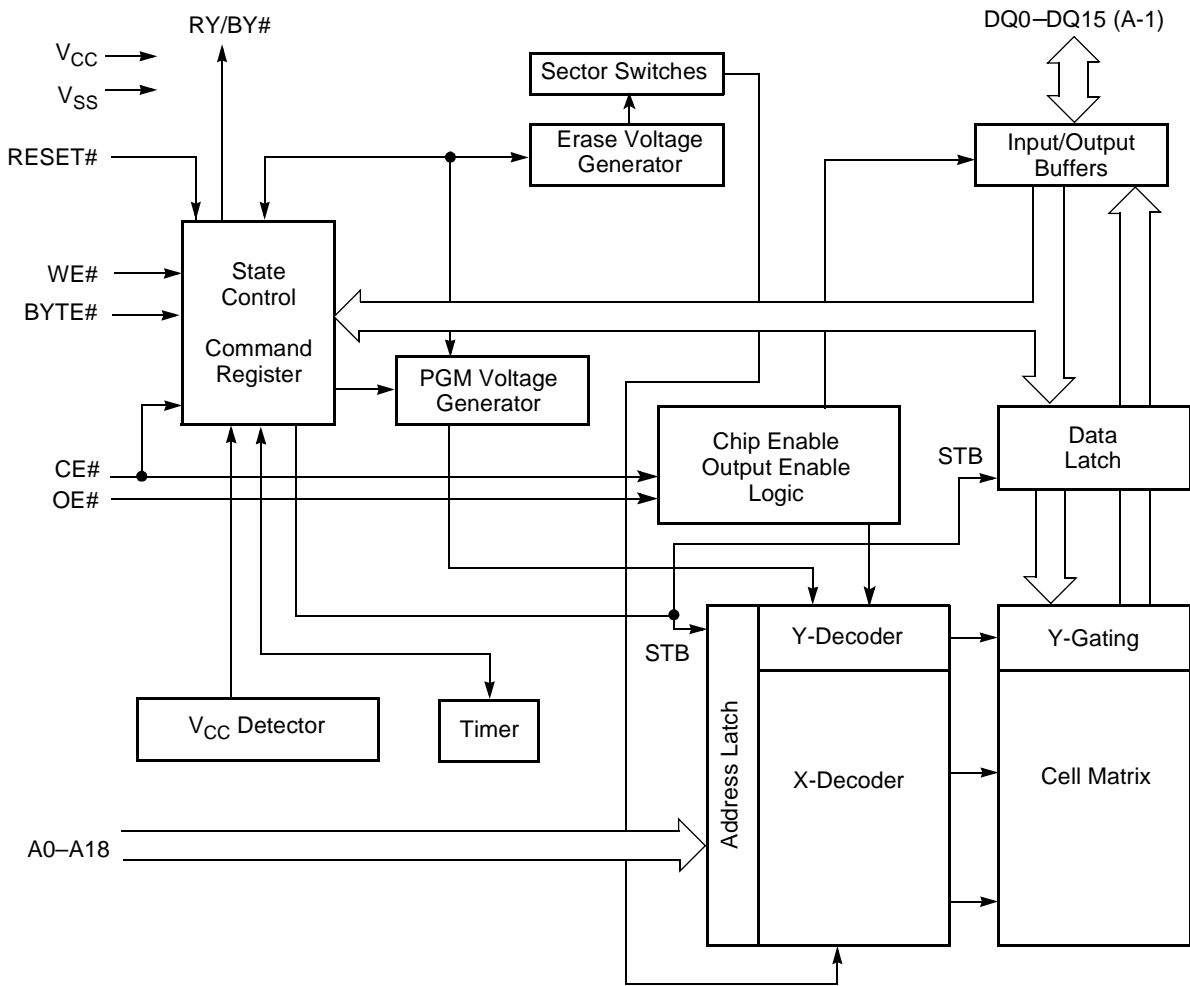 RY/BY#
DQ0–DQ15 (A-1)
VCC
VSS
Sector Switches
Erase Voltage
Generator
Input/Output
Buffers
RESET#
WE#
BYTE#
State
Control
Command
Register
PGM Voltage
Generator
Chip Enable
Output Enable
Logic
Data
Latch
STB
CE#
OE#
STB
Y-Decoder
Y-Gating
VCC Detector
Timer
Address Latch
X-Decoder
Cell Matrix
A0–A18